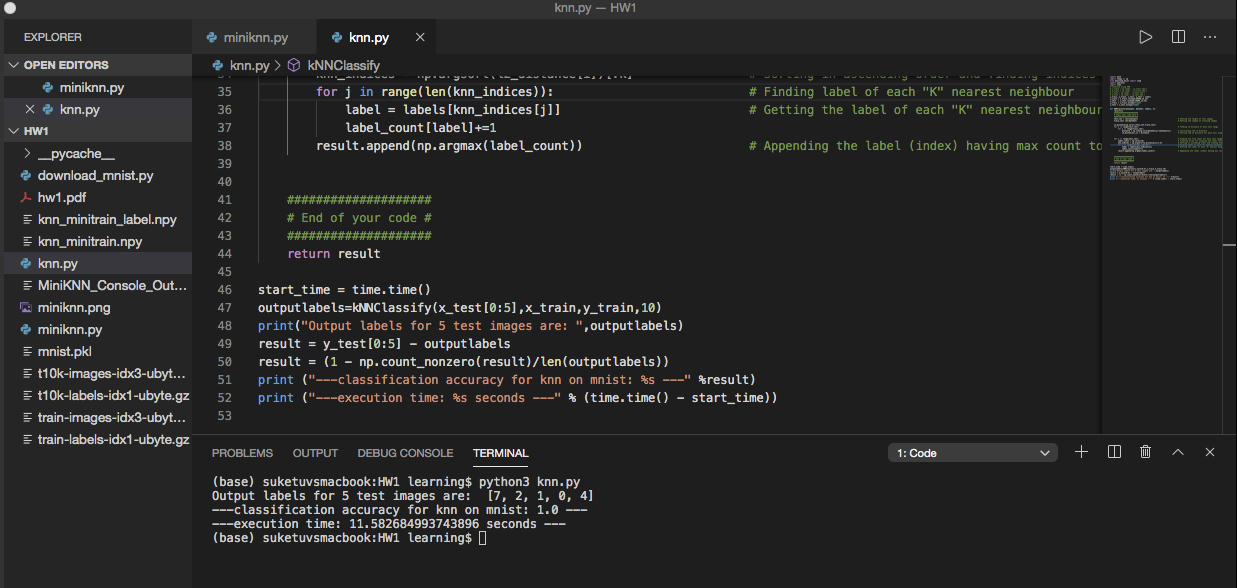 knn.py — HW1
EXPLORER
OPEN EDITORS
miniknn.py
knn.py
HW1
__pycache__
download_mnist.py
hw1.pdf
knn_minitrain_label.npy
knn_minitrain.npy
knn.py
MiniKNN_Console_Out...
miniknn.png
miniknn.py
mnist.pkl
t10k-images-idx3-ubyt...
t10k-labels-idx1-ubyte.gz
train-images-idx3-ubyt...
train-labels-idx1-ubyte.gz
miniknn.py
knn.py
knn.py > kNNClassify
35 for j in range(len(knn_indices)): # Finding label of each "K" nearest neighbour
36 label = labels[knn_indices[j]] # Getting the label of each "K" nearest neighbour
37 label_count[label]+=1
38 result.append(np.argmax(label_count)) # Appending the label (index) having max count to
39
40
41 ####################
42 # End of your code #
43 ####################
44 return result
45
46 start_time = time.time()
47 outputlabels=kNNClassify(x_test[0:5],x_train,y_train,10)
48 print("Output labels for 5 test images are: ",outputlabels)
49 result = y_test[0:5] - outputlabels
50 result = (1 - np.count_nonzero(result)/len(outputlabels))
51 print ("---classification accuracy for knn on mnist: %s ---" %result)
52 print ("---execution time: %s seconds ---" % (time.time() - start_time))
53
PROBLEMS OUTPUT DEBUG CONSOLE TERMINAL
1: Code
(base) suketuvsmacbook:HW1 learning$ python3 knn.py
Output labels for 5 test images are:  [7, 2, 1, 0, 4]
---classification accuracy for knn on mnist: 1.0 ---
---execution time: 11.582684993743896 seconds ---
(base) suketuvsmacbook:HW1 learning$